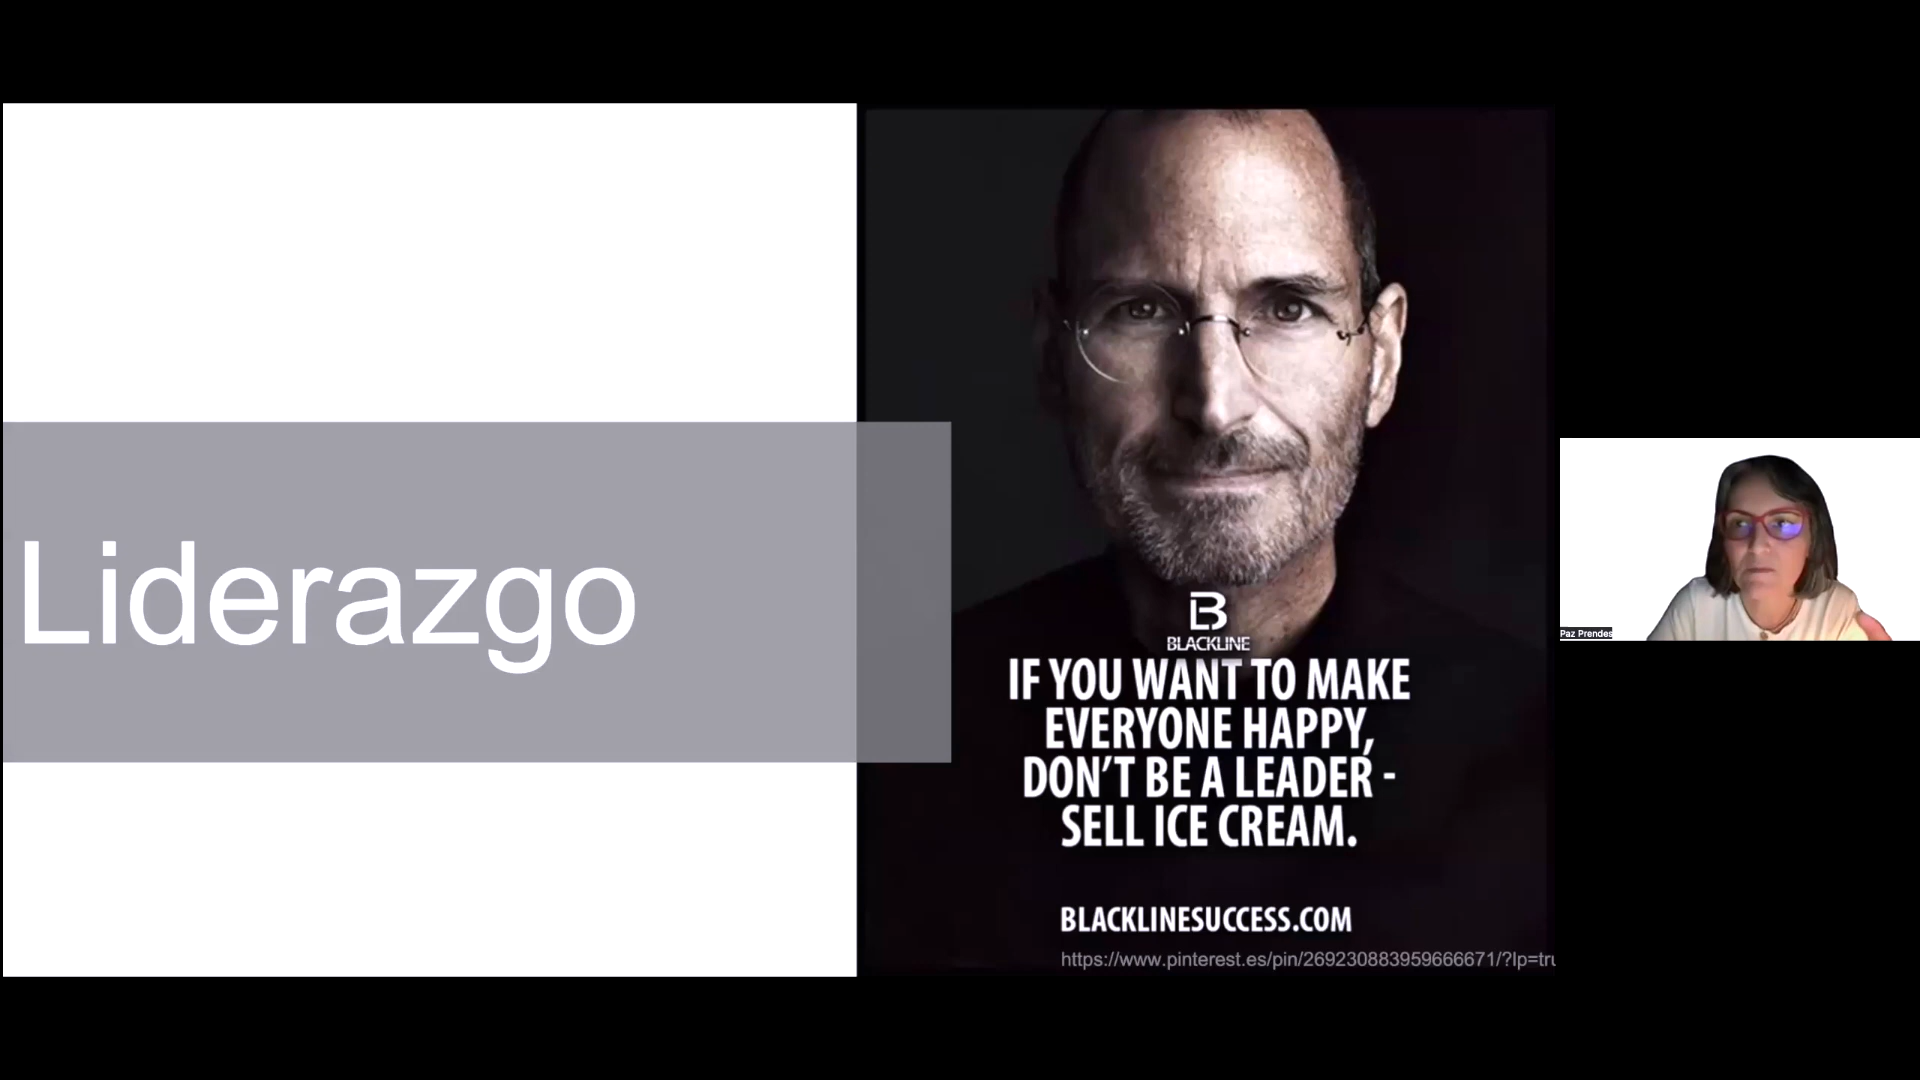 Liderazgo
B
BLACKLINE
IF YOU WANT TO MAKE
EVERYONE HAPPY,
DON'T BE A LEADER -
SELL ICE CREAM.
BLACKLINESUCCESS.COM
https://www.pinterest.es/pin/269230883959666671/?lp=tru
Paz Prendes